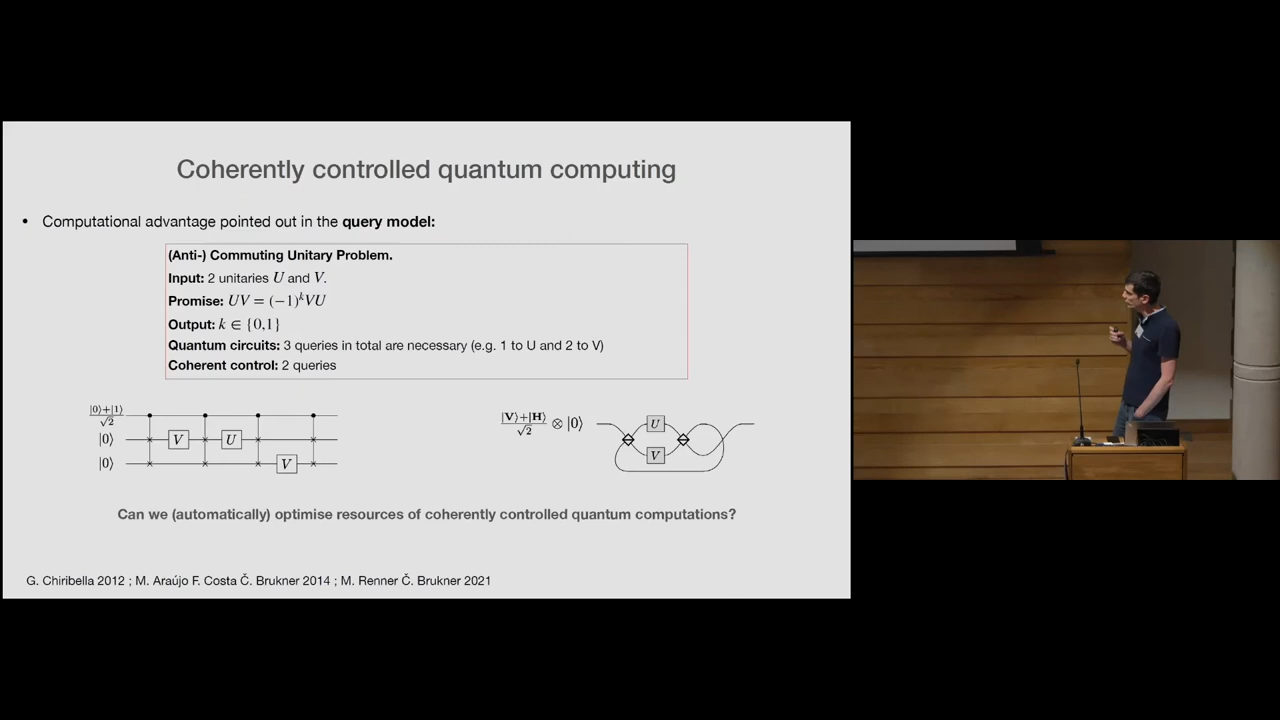 Coherently controlled quantum computing
• Computational advantage pointed out in the query model:
(Anti-) Commuting Unitary Problem.
Input: 2 unitaries U and V.
Promise: UV = (−1)^k VU
Output: k ∈ {0,1}
Quantum circuits: 3 queries in total are necessary (e.g. 1 to U and 2 to V)
Coherent control: 2 queries
|0⟩+|1⟩/√2
|0⟩
|0⟩
V
U
V
|V⟩+|H⟩/√2 ⊗ |0⟩
U
V
Can we (automatically) optimise resources of coherently controlled quantum computations?
G. Chiribella 2012 ; M. Araújo F. Costa Č. Brukner 2014 ; M. Renner Č. Brukner 2021